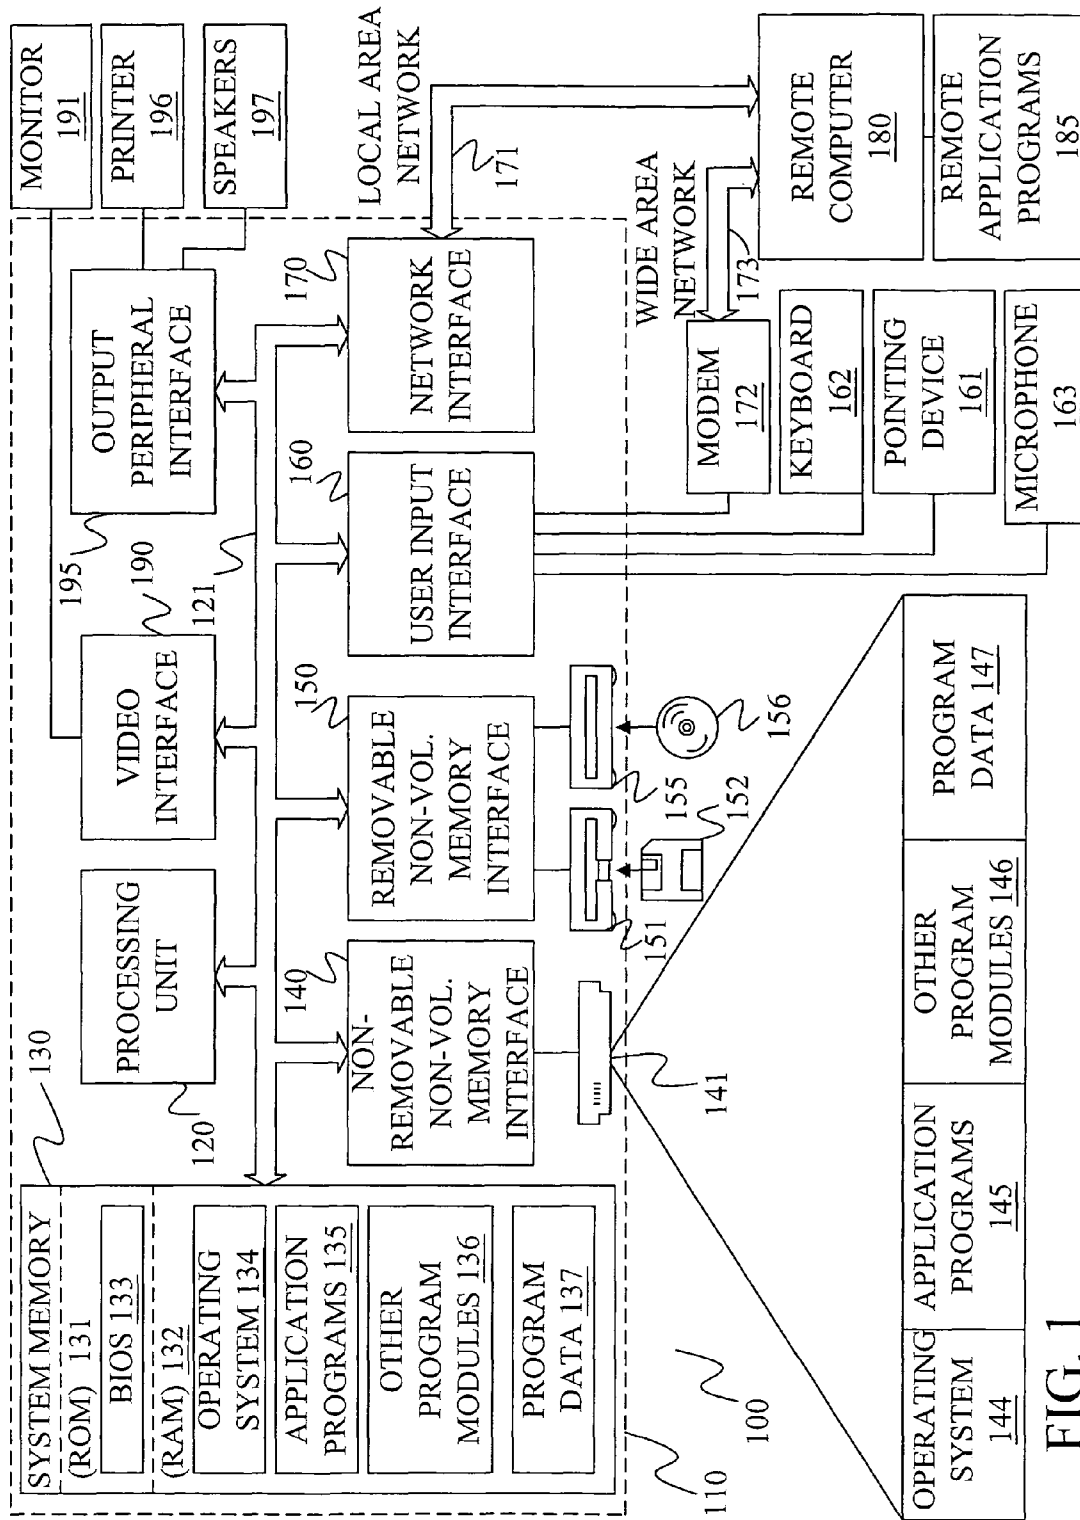 SYSTEM MEMORY
(ROM) 131
BIOS 133
(RAM) 132
OPERATING
SYSTEM 134
APPLICATION
PROGRAMS 135
OTHER
PROGRAM
MODULES 136
PROGRAM
DATA 137
130
PROCESSING
UNIT
120
VIDEO
INTERFACE
190
121
OUTPUT
PERIPHERAL
INTERFACE
195
MONITOR
191
PRINTER
196
SPEAKERS
197
NON-
REMOVABLE
NON-VOL.
MEMORY
INTERFACE
140
REMOVABLE
NON-VOL.
MEMORY
INTERFACE
150
USER INPUT
INTERFACE
160
NETWORK
INTERFACE
170
LOCAL AREA
NETWORK
171
141
151
152
155
156
WIDE AREA
NETWORK
173
MODEM
172
KEYBOARD
162
POINTING
DEVICE
161
MICROPHONE
163
REMOTE
COMPUTER
180
REMOTE
APPLICATION
PROGRAMS
185
110
100
OPERATING
SYSTEM
144
APPLICATION
PROGRAMS
145
OTHER
PROGRAM
MODULES 146
PROGRAM
DATA 147
FIG. 1